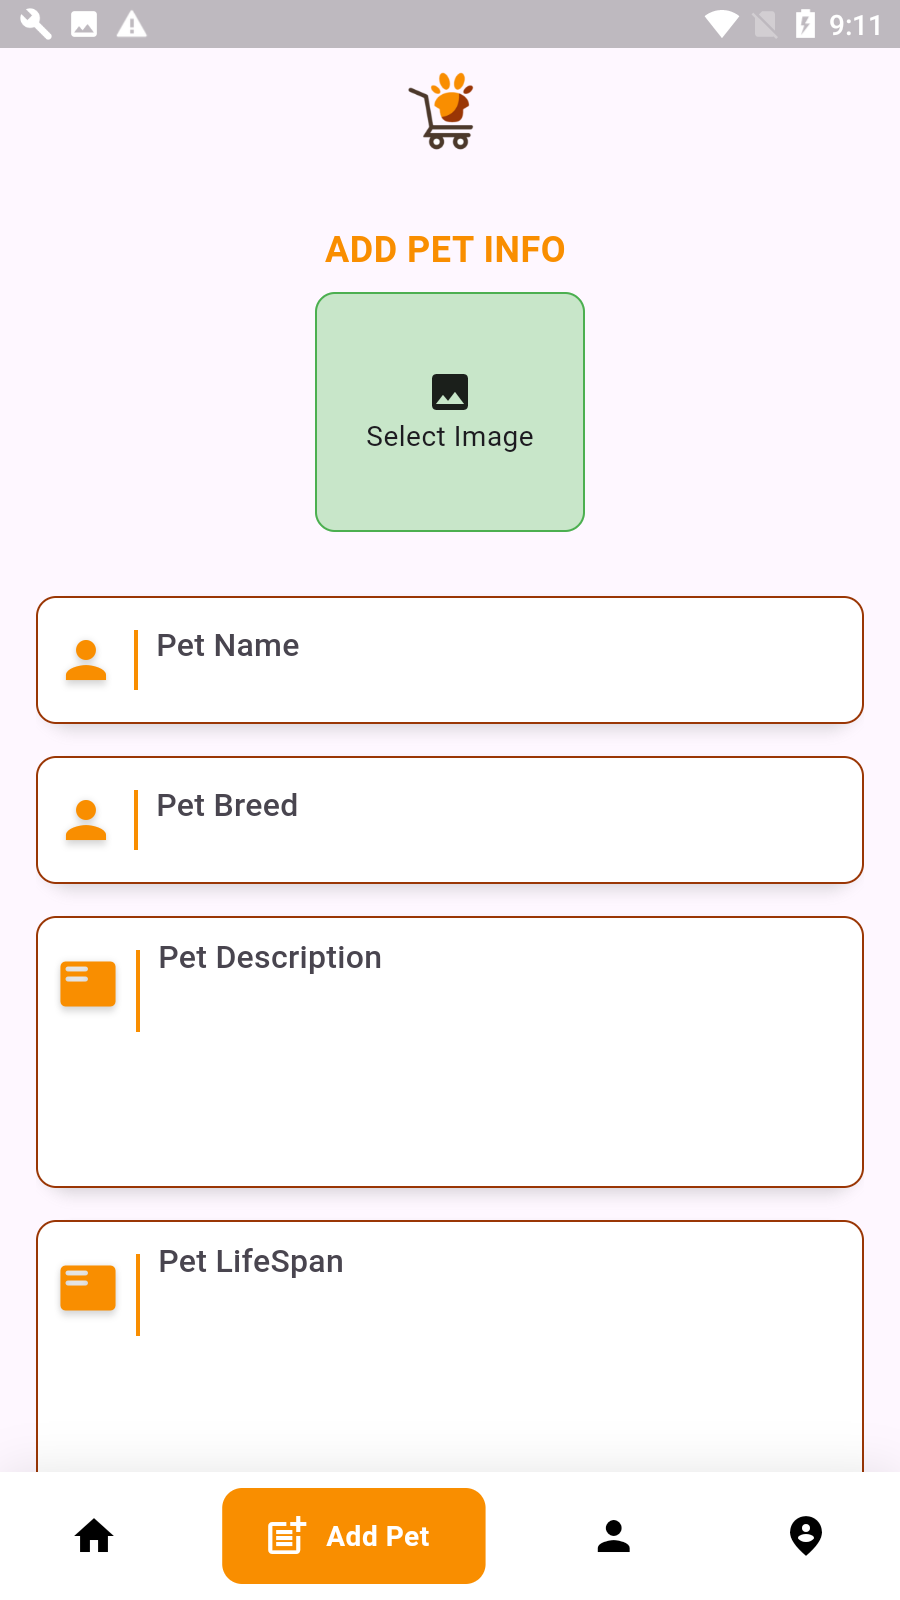 9:11
ADD PET INFO
Select Image
Pet Name
Pet Breed
Pet Description
Pet LifeSpan
Add Pet